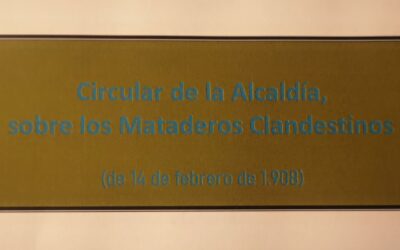 Circular de la Alcaldía,
sobre los Mataderos Clandestinos
(de 14 de febrero de 1.908)